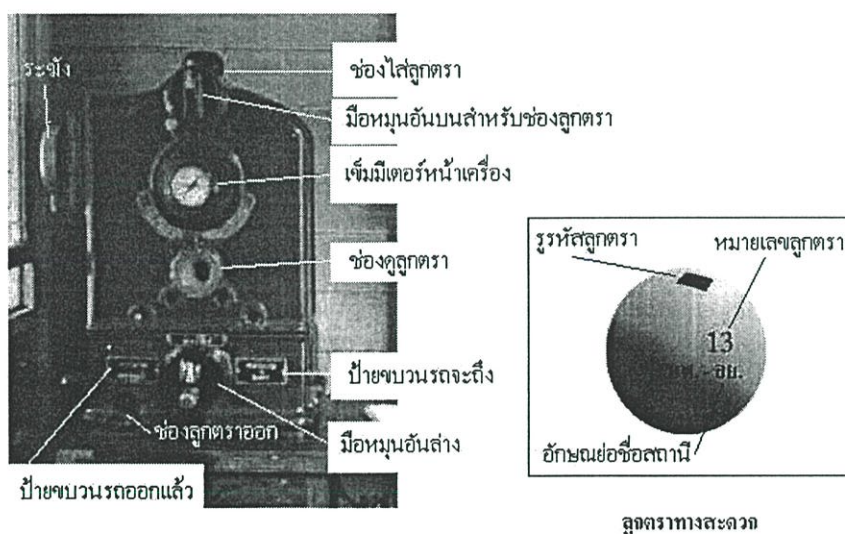 ระฆัง
ช่องใส่ลูกตรา
มือหมุนอันบนสำหรับช่องลูกตรา
เข็มมิเตอร์หน้าเครื่อง
ช่องดูลูกตรา
ป้ายขบวนรถจะถึง
ช่องลูกตราออก
มือหมุนอันล่าง
ป้ายขบวนรถออกแล้ว
รูรหัสลูกตรา
หมายเลขลูกตรา
13
อย.
อักษณย่อชื่อสถานี
ลูกตราทางสะดวก